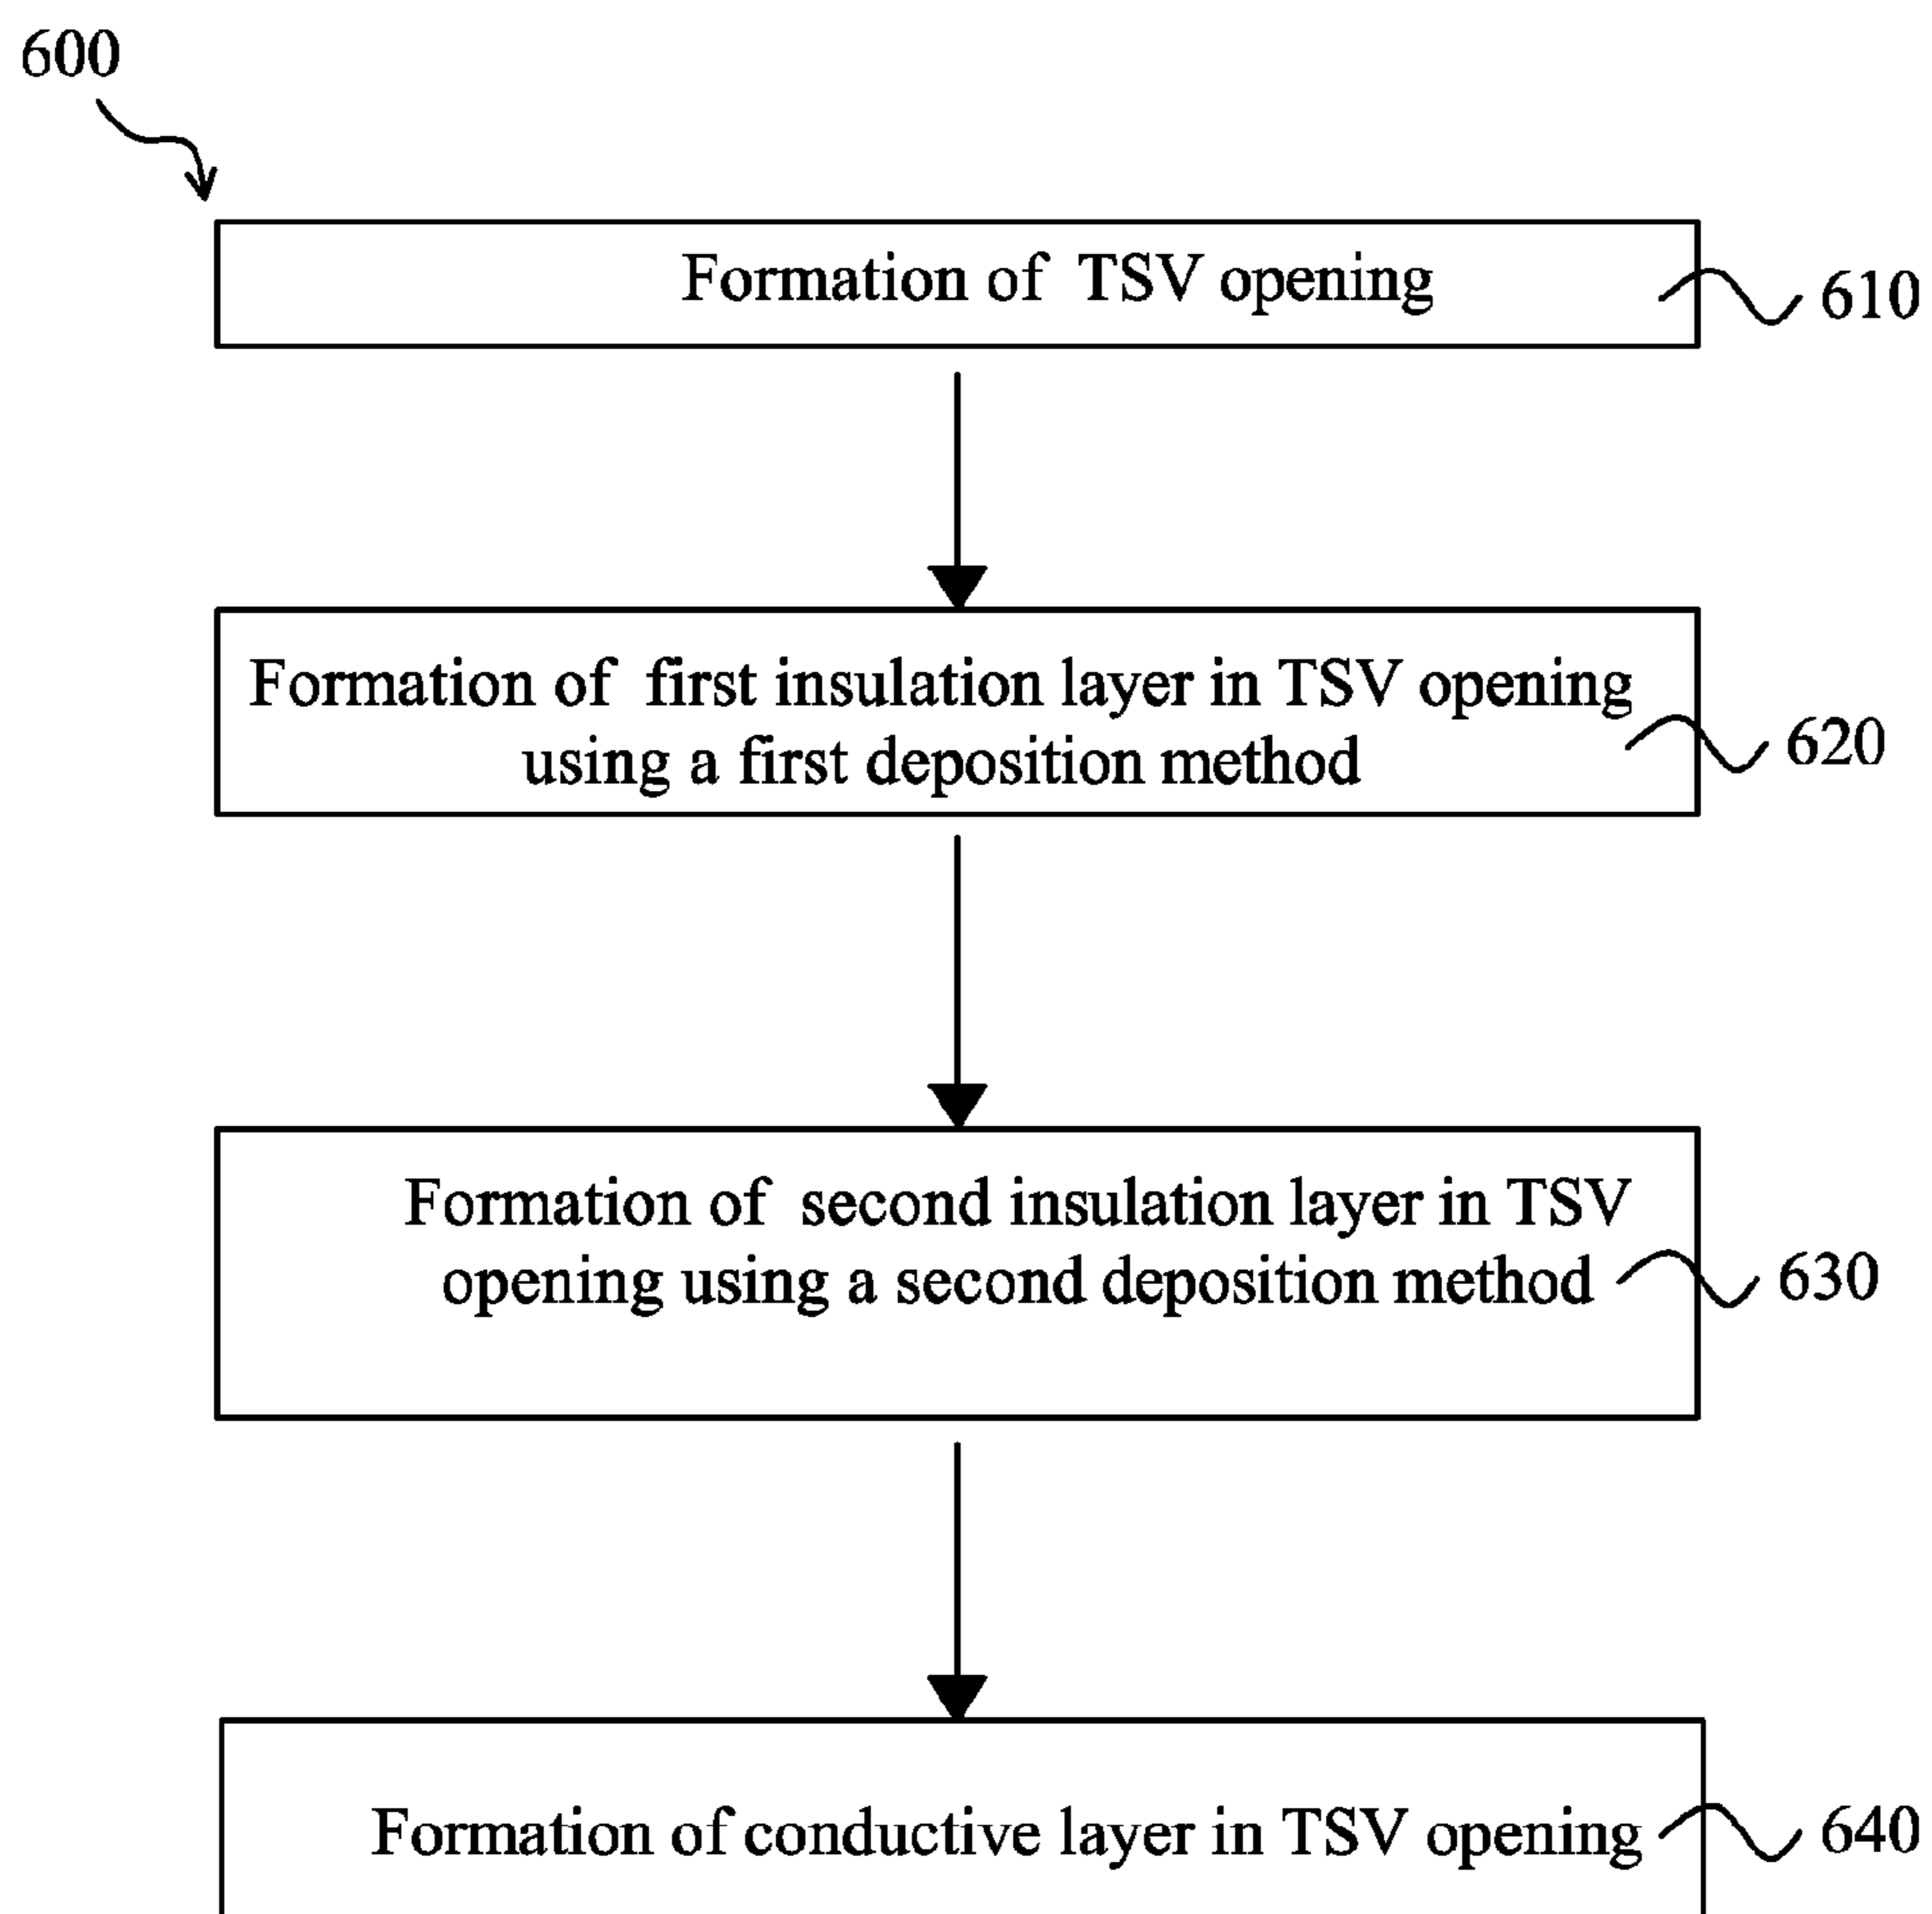 600
Formation of TSV opening
610
Formation of first insulation layer in TSV opening
using a first deposition method
620
Formation of second insulation layer in TSV
opening using a second deposition method
630
Formation of conductive layer in TSV opening
640